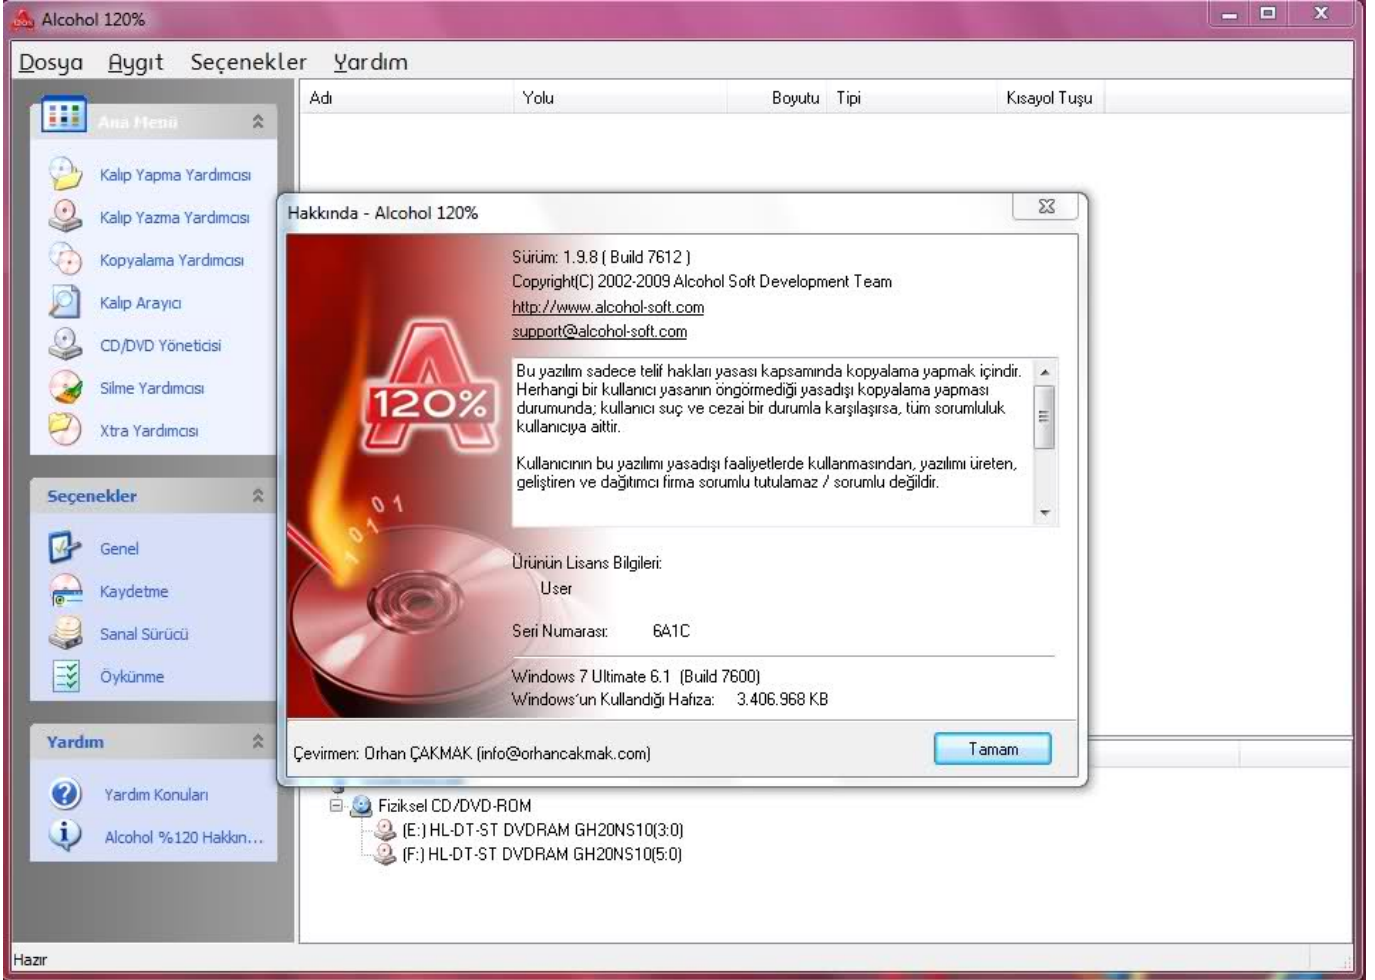 Alcohol 120%
Dosya Aygıt Seçenekler Yardım
Adı Yolu Boyutu Tipi Kısayol Tuşu
Ana Menü
Kalıp Yapma Yardımcısı
Kalıp Yazma Yardımcısı
Kopyalama Yardımcısı
Kalıp Arayıcı
CD/DVD Yöneticisi
Silme Yardımcısı
Xtra Yardımcısı
Seçenekler
Genel
Kaydetme
Sanal Sürücü
Öykünme
Yardım
Yardım Konuları
Alcohol %120 Hakkın...
Hakkında - Alcohol 120%
120%
Sürüm: 1.9.8 ( Build 7612 )
Copyright(C) 2002-2009 Alcohol Soft Development Team
http://www.alcohol-soft.com
support@alcohol-soft.com
Bu yazılım sadece telif hakları yasası kapsamında kopyalama yapmak içindir.
Herhangi bir kullanıcı yasanın öngörmediği yasadışı kopyalama yapması
durumunda; kullanıcı suç ve cezai bir durumla karşılaşırsa, tüm sorumluluk
kullanıcıya aittir.
Kullanıcının bu yazılımı yasadışı faaliyetlerde kullanmasından, yazılımı üreten,
geliştiren ve dağıtımcı firma sorumlu tutulamaz / sorumlu değildir.
Ürünün Lisans Bilgileri:
User
Seri Numarası: 6A1C
Windows 7 Ultimate 6.1 (Build 7600)
Windows'un Kullandığı Hafıza: 3.406.968 KB
Çevirmen: Orhan ÇAKMAK (info@orhancakmak.com)
Tamam
Fiziksel CD/DVD-ROM
(E:) HL-DT-ST DVDRAM GH20NS10(3:0)
(F:) HL-DT-ST DVDRAM GH20NS10(5:0)
Hazır